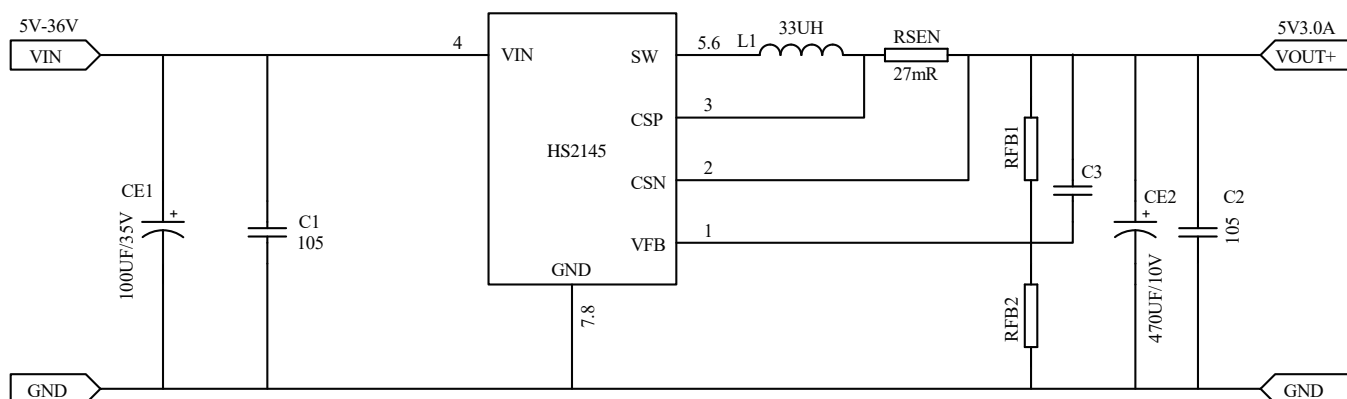 5V-36V
VIN
4
VIN
SW
5.6
L1
33UH
RSEN
27mR
5V3.0A
VOUT+
CSP
3
HS2145
CSN
2
VFB
1
GND
7.8
CE1
+
100UF/35V
C1
105
RFB1
C3
RFB2
CE2
+
470UF/10V
C2
105
GND
GND